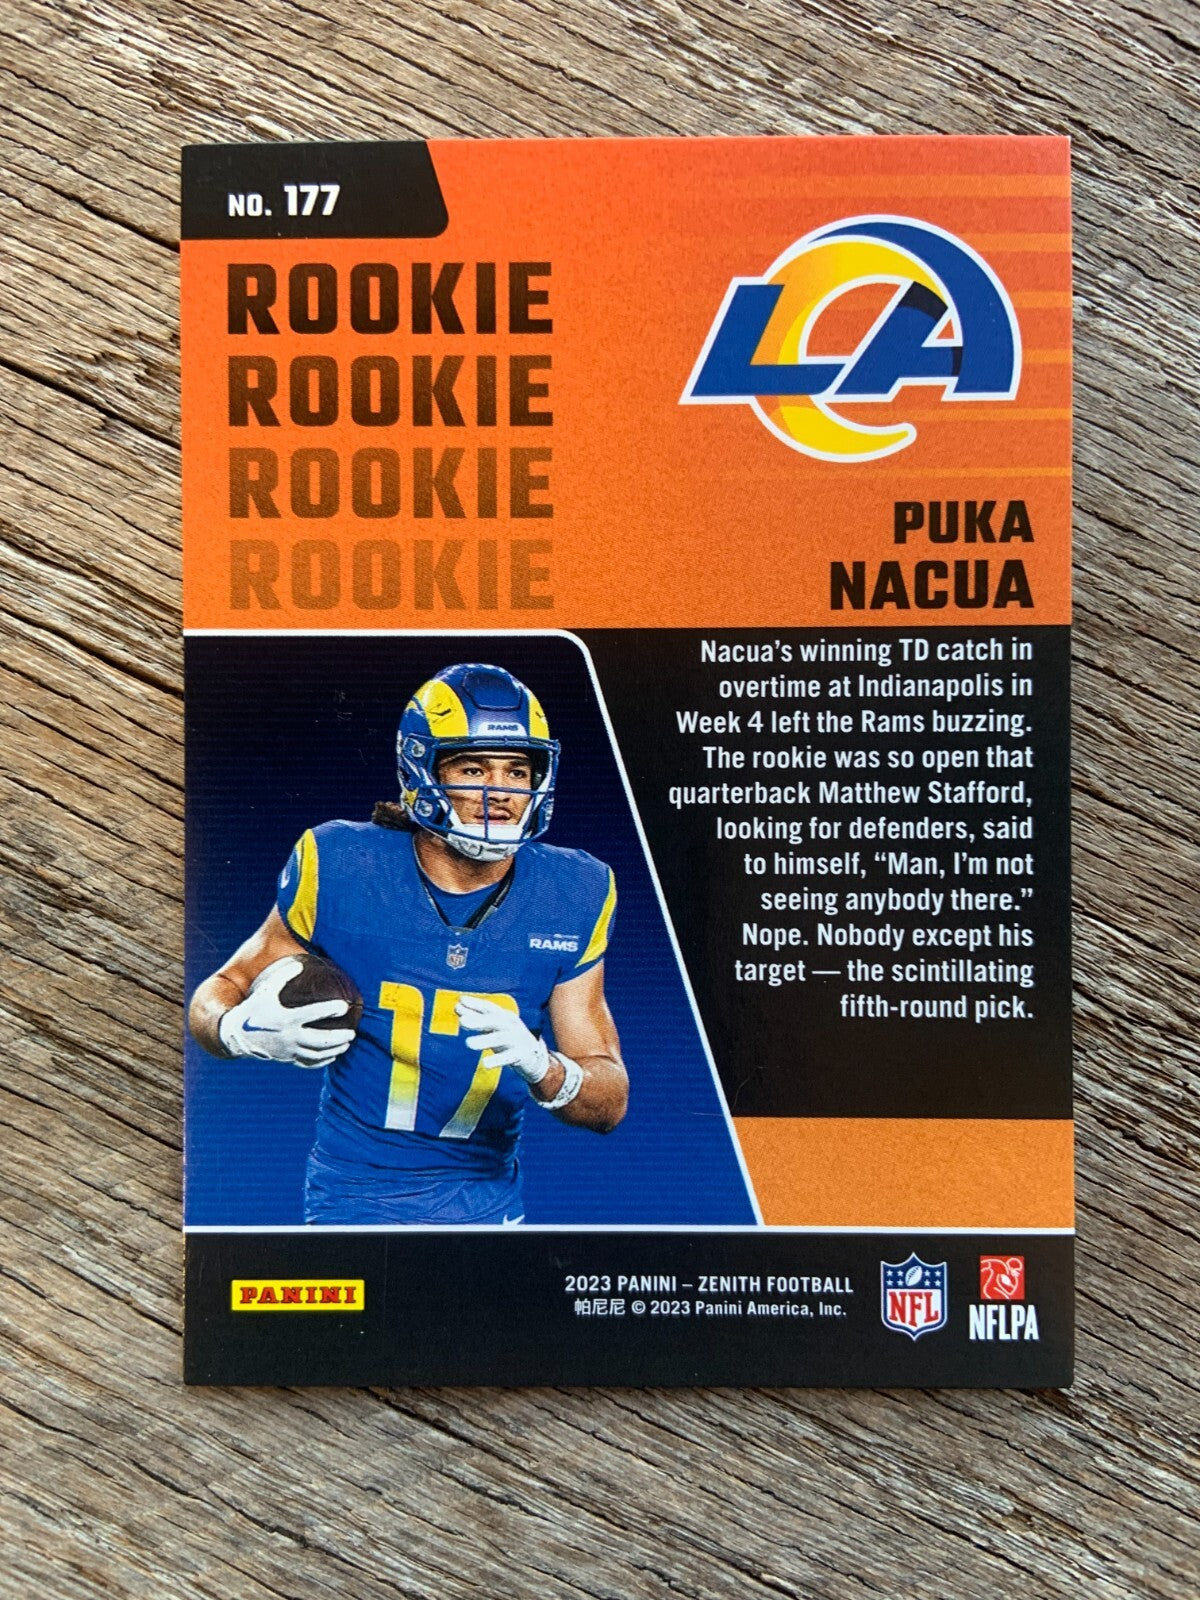 NO. 177
ROOKIE
ROOKIE
ROOKIE
ROOKIE
LA
PUKA
NACUA
Nacua's winning TD catch in
overtime at Indianapolis in
Week 4 left the Rams buzzing.
The rookie was so open that
quarterback Matthew Stafford,
looking for defenders, said
to himself, “Man, I'm not
seeing anybody there.”
Nope. Nobody except his
target — the scintillating
fifth-round pick.
RAMS
RAMS
NFL
17
PANINI
2023 PANINI – ZENITH FOOTBALL
帕尼尼 © 2023 Panini America, Inc.
NFL
NFLPA